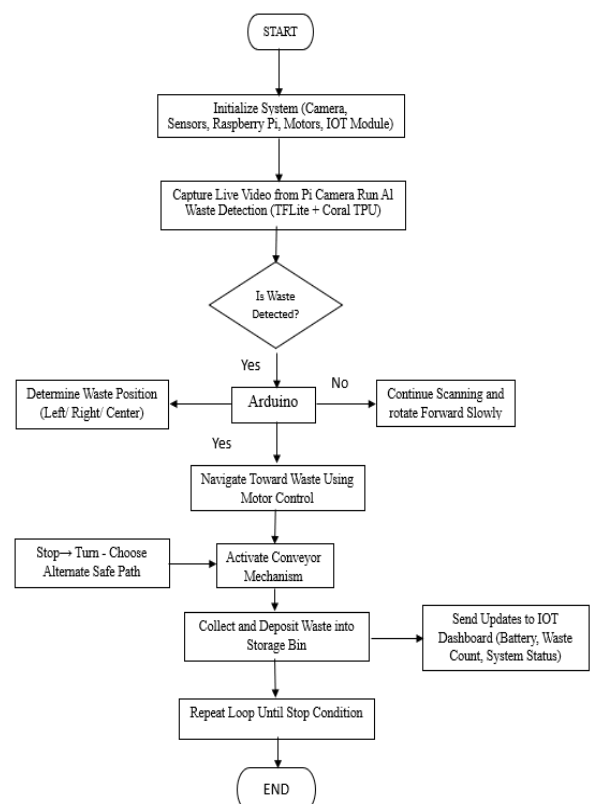 START
Initialize System (Camera,
Sensors, Raspberry Pi, Motors, IOT Module)
Capture Live Video from Pi Camera Run AI
Waste Detection (TFLite + Coral TPU)
Is Waste
Detected?
Yes
Determine Waste Position
(Left/ Right/ Center)
Arduino
No
Continue Scanning and
rotate Forward Slowly
Yes
Navigate Toward Waste Using
Motor Control
Stop→ Turn - Choose
Alternate Safe Path
Activate Conveyor
Mechanism
Collect and Deposit Waste into
Storage Bin
Send Updates to IOT
Dashboard (Battery, Waste
Count, System Status)
Repeat Loop Until Stop Condition
END